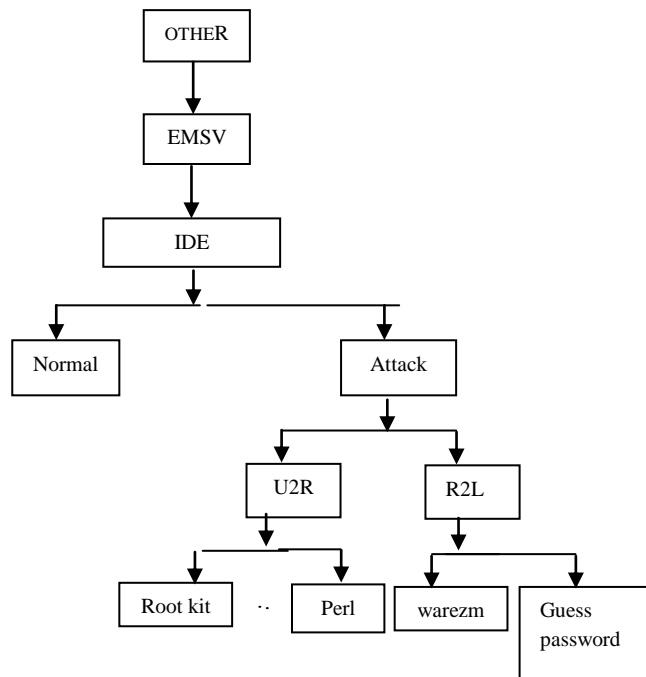 OTHER
EMSV
IDE
Normal
Attack
U2R
R2L
Root kit
..
Perl
warezm
Guess
password